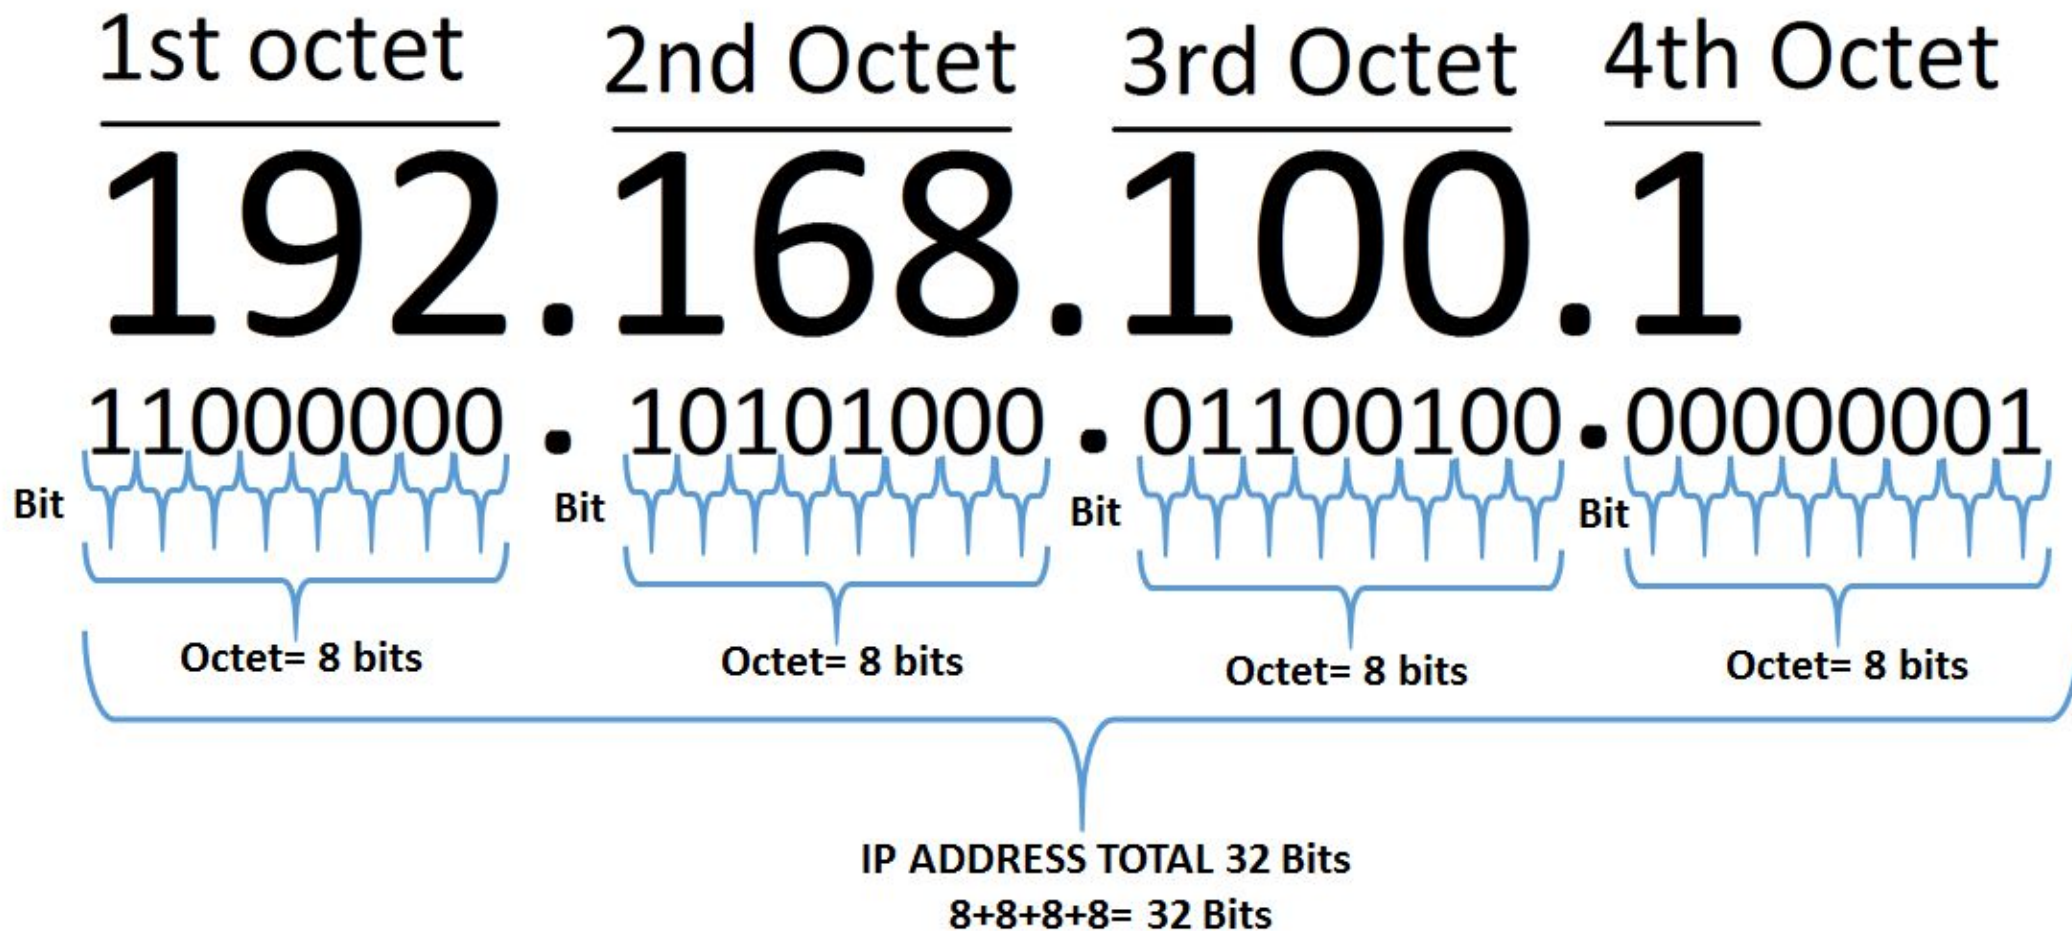 1st octet 2nd Octet 3rd Octet 4th Octet
192.168.100.1
11000000 . 10101000 . 01100100 . 00000001
Bit Bit Bit Bit
Octet= 8 bits Octet= 8 bits Octet= 8 bits Octet= 8 bits
IP ADDRESS TOTAL 32 Bits
8+8+8+8= 32 Bits